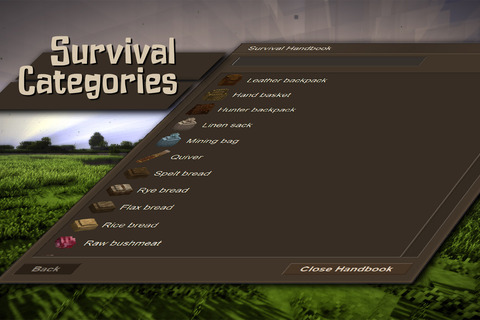 Survival
Categories
Survival Handbook
Leather backpack
Hand basket
Hunter backpack
Linen sack
Mining bag
Quiver
Spelt bread
Rye bread
Flax bread
Rice bread
Raw bushmeat
Back
Close Handbook